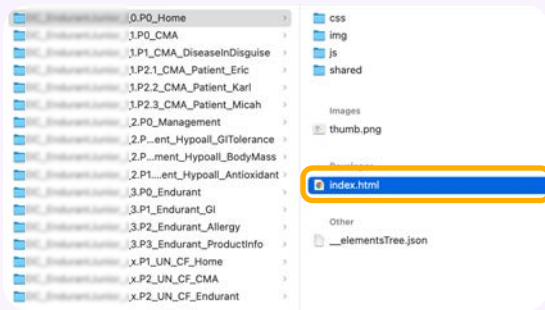 0.P0_Home
1.P0_CMA
1.P1_CMA_DiseaseInDisguise
1.P2.1_CMA_Patient_Eric
1.P2.2_CMA_Patient_Karl
1.P2.3_CMA_Patient_Micah
2.P0_Management
2.P...ent_Hypoall_GITolerance
2.P...ment_Hypoall_BodyMass
2.P1....ent_Hypoall_Antioxidant
3.P0_Endurant
3.P1_Endurant_GI
3.P2_Endurant_Allergy
3.P3_Endurant_ProductInfo
x.P1_UN_CF_Home
x.P2_UN_CF_CMA
x.P2_UN_CF_Endurant
css
img
js
shared
Images
thumb.png
index.html
Other
__elementsTree.json